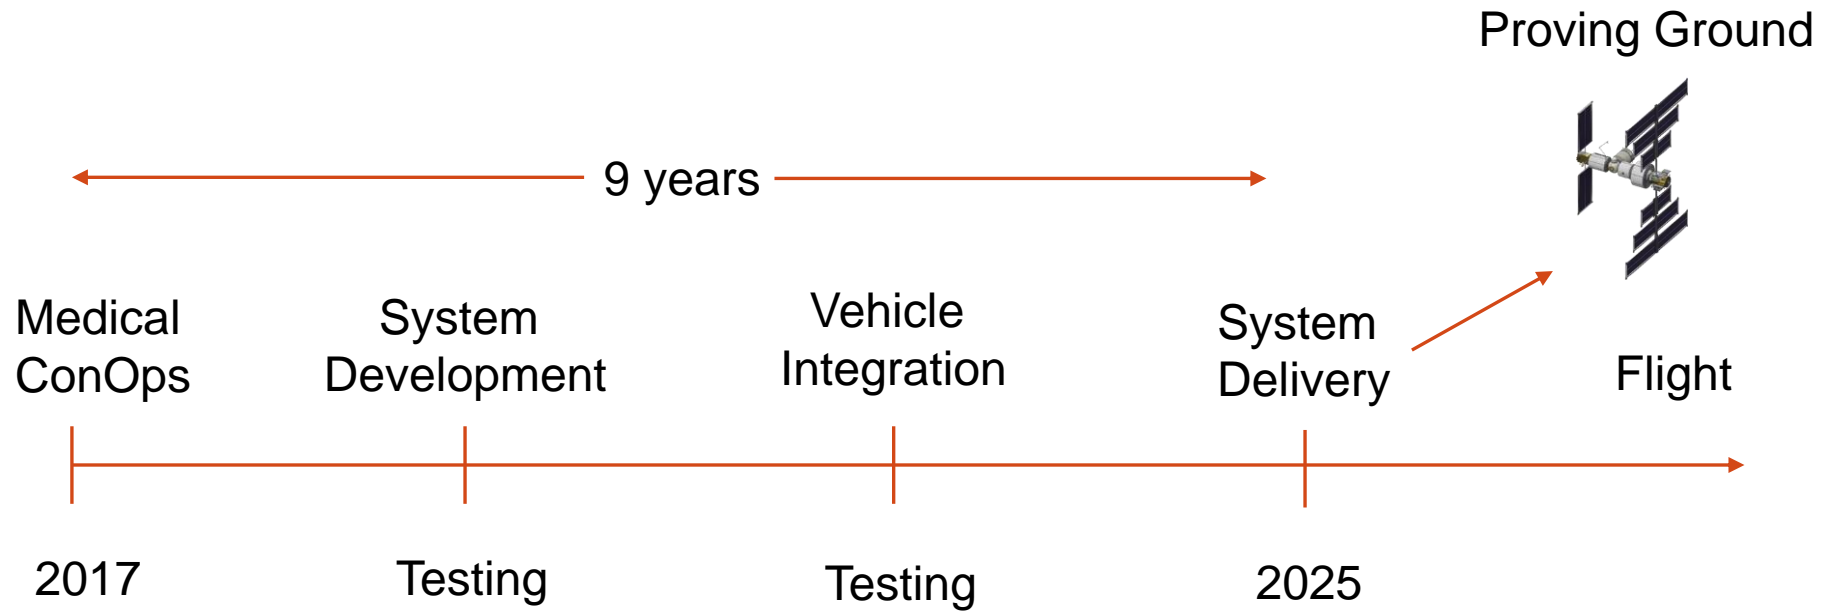 Proving Ground
9 years
Medical
ConOps
System
Development
Vehicle
Integration
System
Delivery
Flight
2017
Testing
Testing
2025